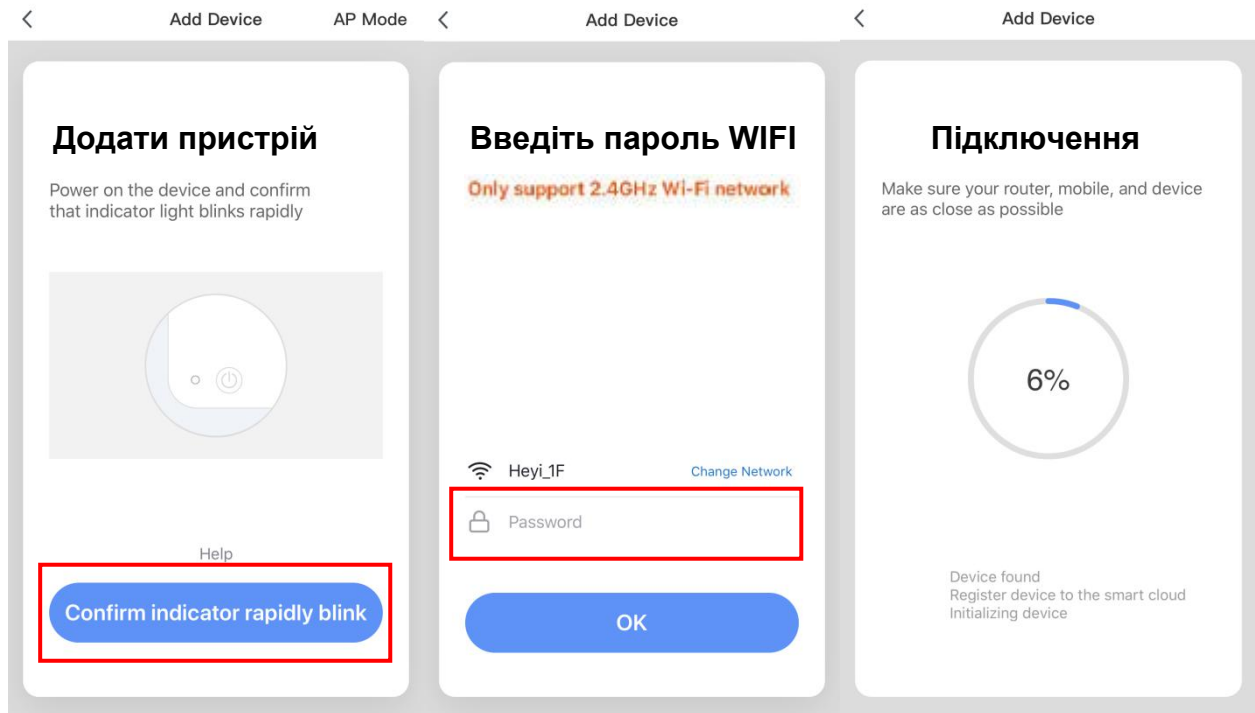 Add Device
AP Mode
Додати пристрій
Power on the device and confirm
that indicator light blinks rapidly
Help
Confirm indicator rapidly blink
Add Device
Введіть пароль WIFI
Only support 2.4GHz Wi-Fi network
Heyi_1F
Change Network
Password
OK
Add Device
Підключення
Make sure your router, mobile, and device
are as close as possible
6%
Device found
Register device to the smart cloud
Initializing device